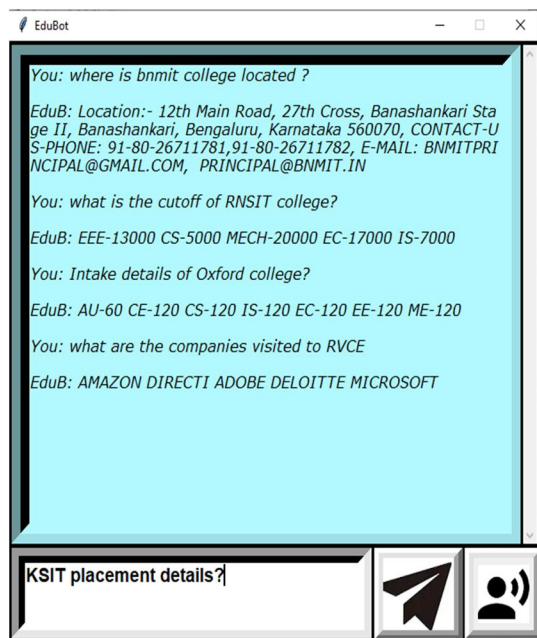 EduBot
You: where is bnmit college located ?
EduB: Location:- 12th Main Road, 27th Cross, Banashankari Sta
ge II, Banashankari, Bengaluru, Karnataka 560070, CONTACT-U
S-PHONE: 91-80-26711781,91-80-26711782, E-MAIL: BNMITPRI
NCIPAL@GMAIL.COM,  PRINCIPAL@BNMIT.IN
You: what is the cutoff of RNSIT college?
EduB: EEE-13000 CS-5000 MECH-20000 EC-17000 IS-7000
You: Intake details of Oxford college?
EduB: AU-60 CE-120 CS-120 IS-120 EC-120 EE-120 ME-120
You: what are the companies visited to RVCE
EduB: AMAZON DIRECTI ADOBE DELOITTE MICROSOFT
KSIT placement details?